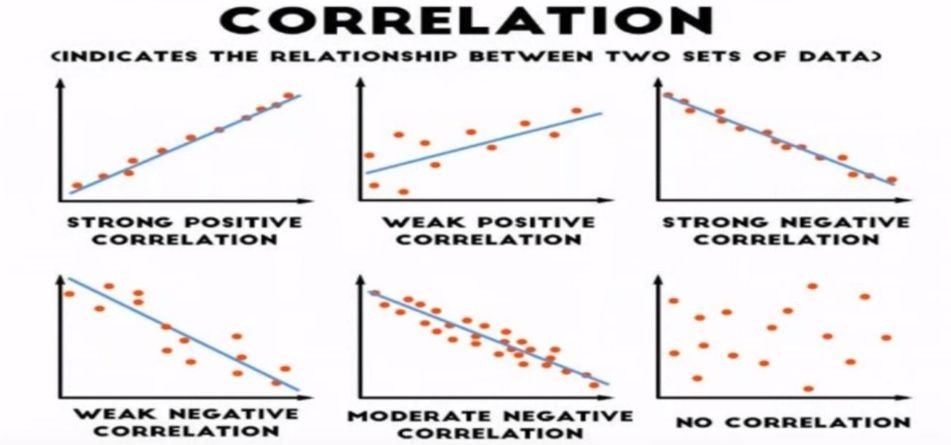 CORRELATION
(INDICATES THE RELATIONSHIP BETWEEN TWO SETS OF DATA)
STRONG POSITIVE
CORRELATION
WEAK POSITIVE
CORRELATION
STRONG NEGATIVE
CORRELATION
WEAK NEGATIVE
CORRELATION
MODERATE NEGATIVE
CORRELATION
NO CORRELATION